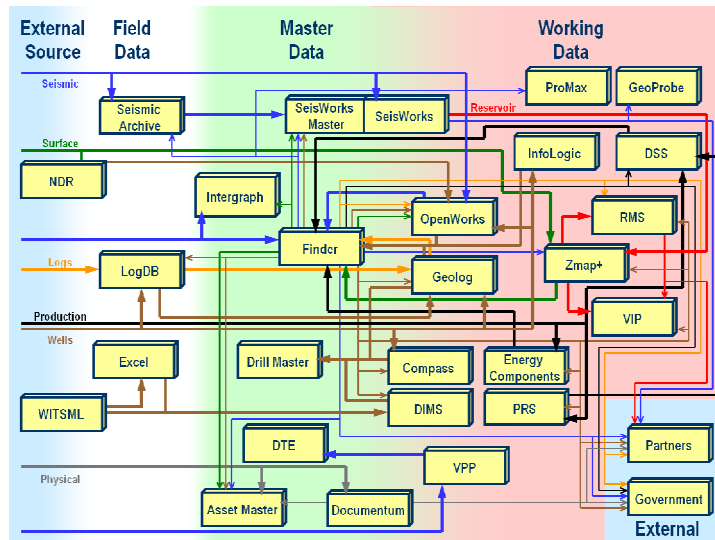 External
Source
Field
Data
Master
Data
Working
Data
Seismic
Seismic
Archive
SeisWorks
Master
SeisWorks
Reservoir
ProMax
GeoProbe
Surface
NDR
InfoLogic
DSS
Intergraph
OpenWorks
RMS
Finder
Logs
LogDB
Geolog
Zmap+
Production
Wells
VIP
Excel
Drill Master
Compass
Energy
Components
WITSML
DIMS
PRS
DTE
VPP
Partners
Physical
Asset Master
Documentum
Government
External